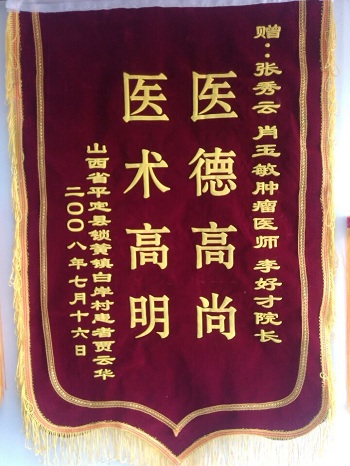 赠：张秀云 肖玉敏肿瘤医师 李好才院长
医德高尚
医术高明
山西省平定县锁黄镇白岸村患者贾云华
二〇〇八年七月十六日